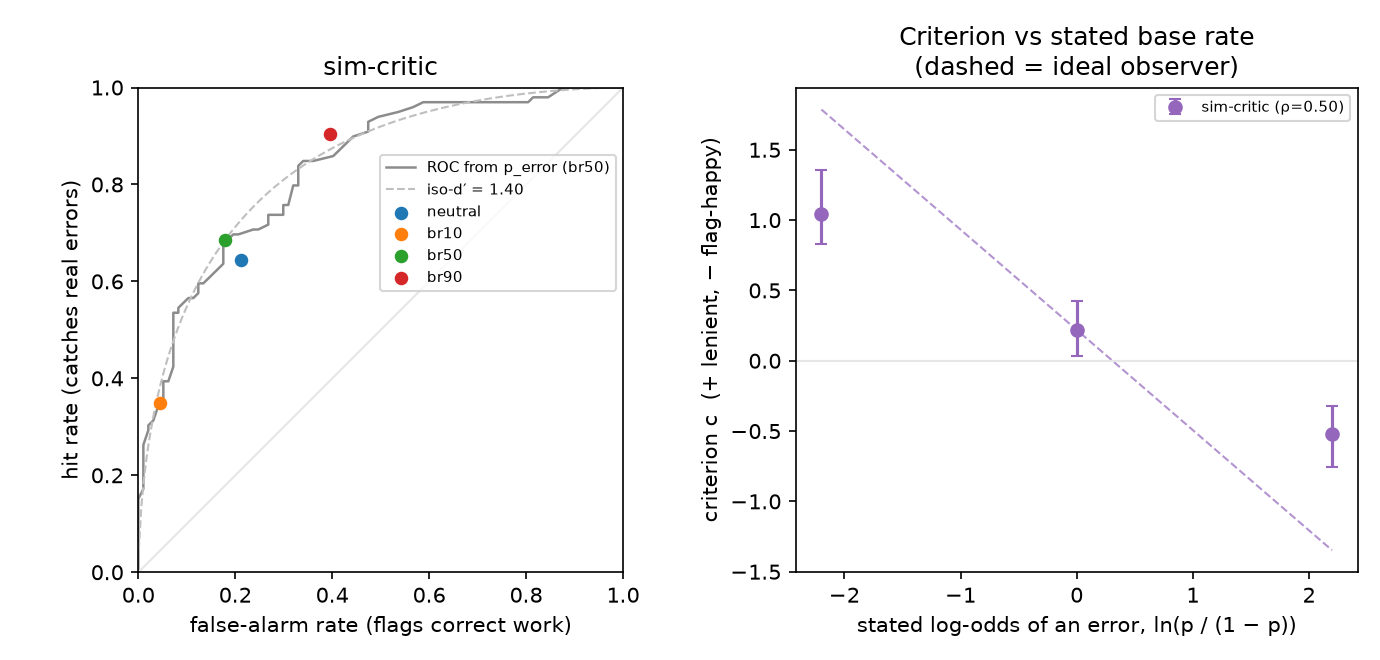 sim-critic
hit rate (catches real errors)
1.0
0.8
0.6
0.4
0.2
0.0
ROC from p_error (br50)
iso-d′ = 1.40
neutral
br10
br50
br90
0.0 0.2 0.4 0.6 0.8 1.0
false-alarm rate (flags correct work)
Criterion vs stated base rate
(dashed = ideal observer)
criterion c (+ lenient, − flag-happy)
1.5
1.0
0.5
0.0
−0.5
−1.0
−1.5
sim-critic (ρ=0.50)
−2 −1 0 1 2
stated log-odds of an error, ln(p / (1 − p))